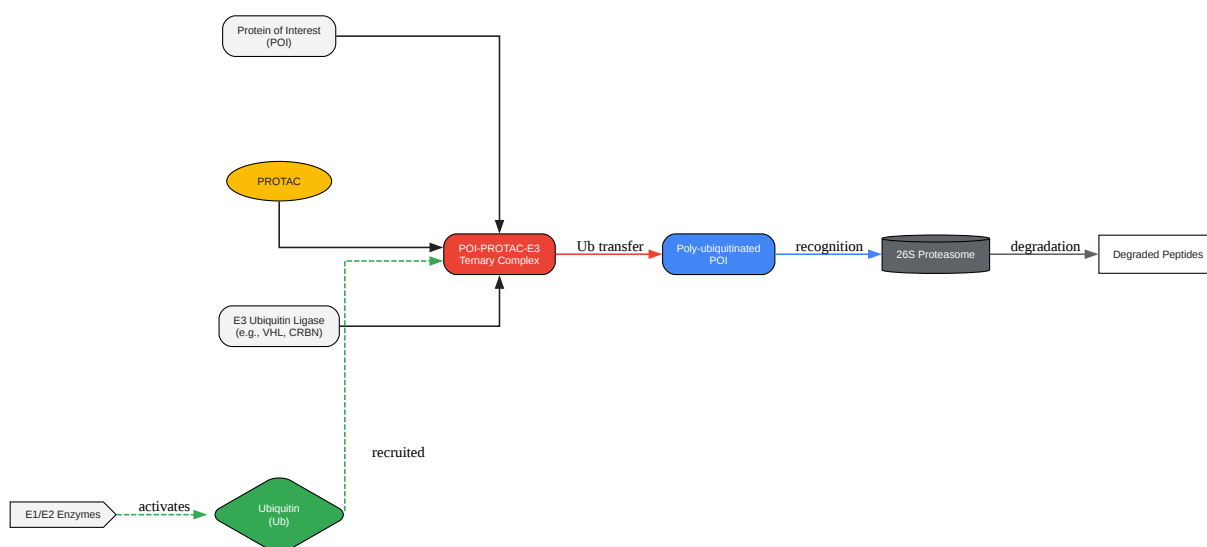 Protein of Interest
(POI)
PROTAC
POI-PROTAC-E3
Ternary Complex
Ub transfer
Poly-ubiquitinated
POI
recognition
26S Proteasome
degradation
Degraded Peptides
E3 Ubiquitin Ligase
(e.g., VHL, CRBN)
recruited
E1/E2 Enzymes
activates
Ubiquitin
(Ub)